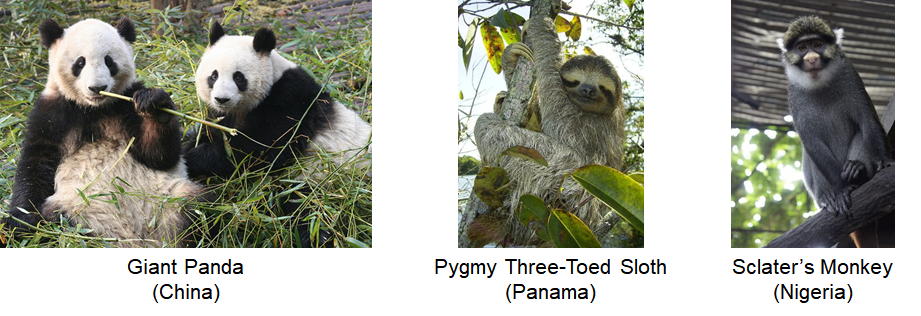 Giant Panda
(China)
Pygmy Three-Toed Sloth
(Panama)
Sclater’s Monkey
(Nigeria)